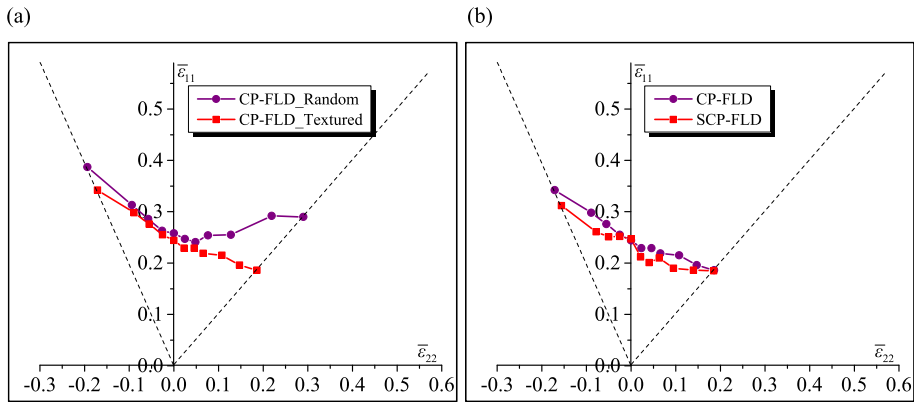 (a)
ε̅₁₁
CP-FLD_Random
CP-FLD_Textured
0.5
0.4
0.3
0.2
0.1
0.0
ε̅₂₂
-0.3 -0.2 -0.1 0.0 0.1 0.2 0.3 0.4 0.5 0.6
(b)
ε̅₁₁
CP-FLD
SCP-FLD
0.5
0.4
0.3
0.2
0.1
0.0
ε̅₂₂
-0.3 -0.2 -0.1 0.0 0.1 0.2 0.3 0.4 0.5 0.6